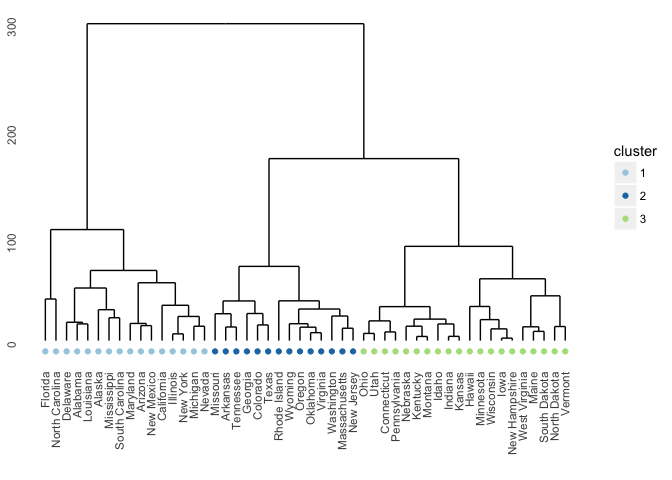 300
200
100
0
cluster
1
2
3
Florida
North Carolina
Delaware
Alabama
Louisiana
Alaska
Mississippi
South Carolina
Maryland
Arizona
New Mexico
California
Illinois
New York
Michigan
Nevada
Missouri
Arkansas
Tennessee
Georgia
Colorado
Texas
Rhode Island
Wyoming
Oregon
Oklahoma
Virginia
Washington
Massachusetts
New Jersey
Ohio
Utah
Connecticut
Pennsylvania
Nebraska
Kentucky
Montana
Idaho
Indiana
Kansas
Hawaii
Minnesota
Wisconsin
Iowa
New Hampshire
West Virginia
Maine
South Dakota
North Dakota
Vermont